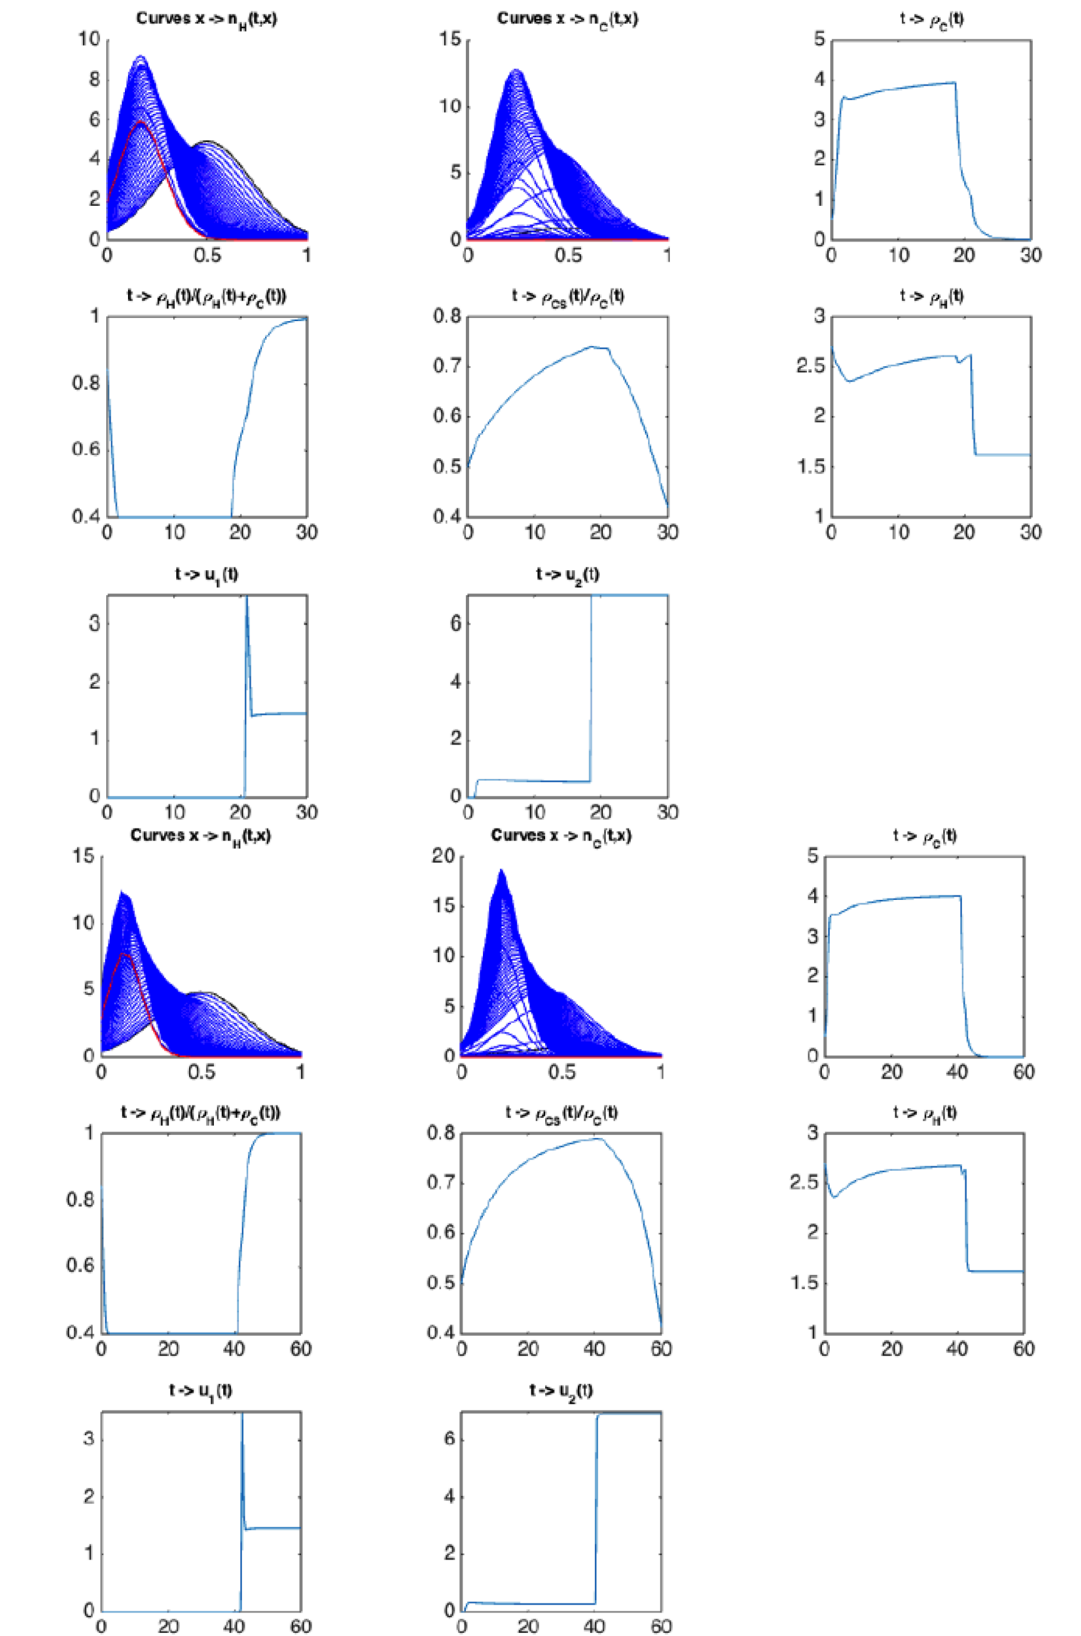 Curves x -> n_H(t,x) Curves x -> n_C(t,x) t -> ρ_C(t)
10 8 6 4 2 0 0 0.5 1
15 10 5 0 0 0.5 1
5 4 3 2 1 0 0 10 20 30
t -> ρ_H(t)/(ρ_H(t)+ρ_C(t)) t -> ρ_CS(t)/ρ_C(t) t -> ρ_H(t)
1 0.8 0.6 0.4 0 10 20 30
0.8 0.7 0.6 0.5 0.4 0 10 20 30
3 2.5 2 1.5 1 0 10 20 30
t -> u_1(t) t -> u_2(t)
3 2 1 0 0 10 20 30
6 4 2 0 0 10 20 30
Curves x -> n_H(t,x) Curves x -> n_C(t,x) t -> ρ_C(t)
15 10 5 0 0 0.5 1
20 15 10 5 0 0 0.5 1
5 4 3 2 1 0 0 20 40 60
t -> ρ_H(t)/(ρ_H(t)+ρ_C(t)) t -> ρ_CS(t)/ρ_C(t) t -> ρ_H(t)
1 0.8 0.6 0.4 0 20 40 60
0.8 0.7 0.6 0.5 0.4 0 20 40 60
3 2.5 2 1.5 1 0 20 40 60
t -> u_1(t) t -> u_2(t)
3 2 1 0 0 20 40 60
6 4 2 0 0 20 40 60